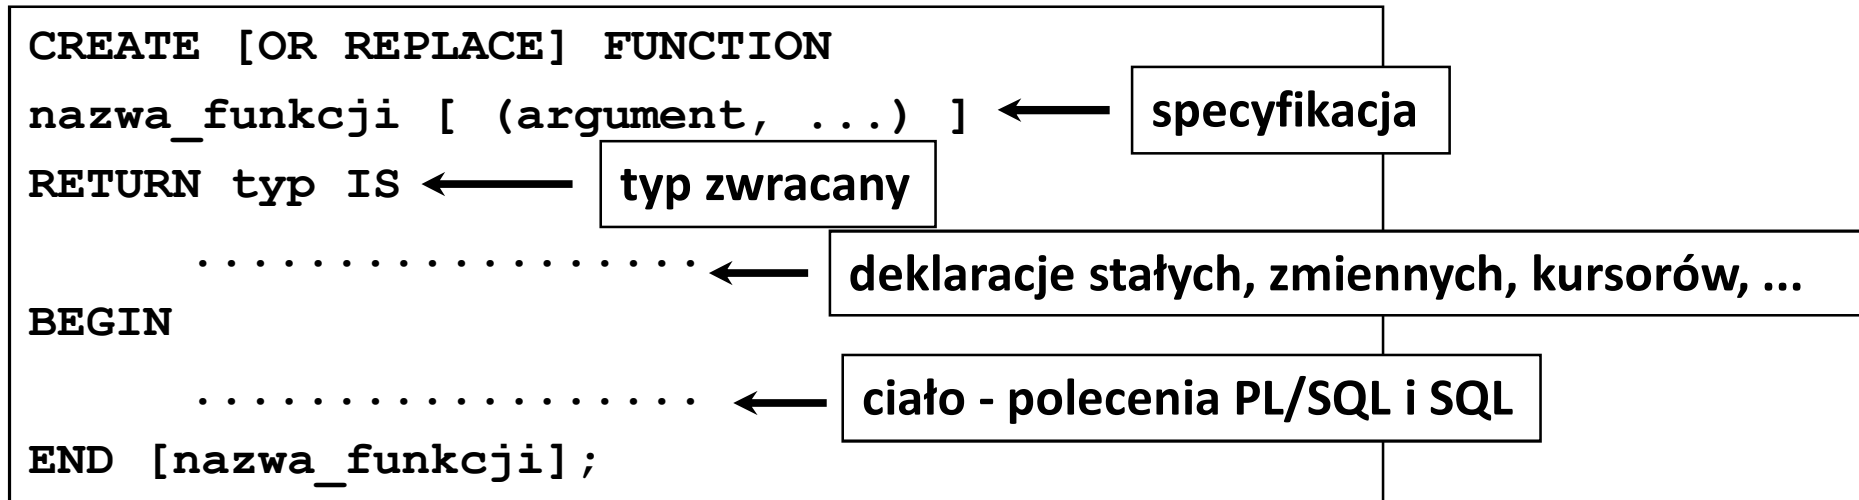 CREATE [OR REPLACE] FUNCTION
nazwa_funkcji [ (argument, ...) ]
specyfikacja
RETURN typ IS
typ zwracany
..................
deklaracje stałych, zmiennych, kursorów, ...
BEGIN
..................
ciało - polecenia PL/SQL i SQL
END [nazwa_funkcji];